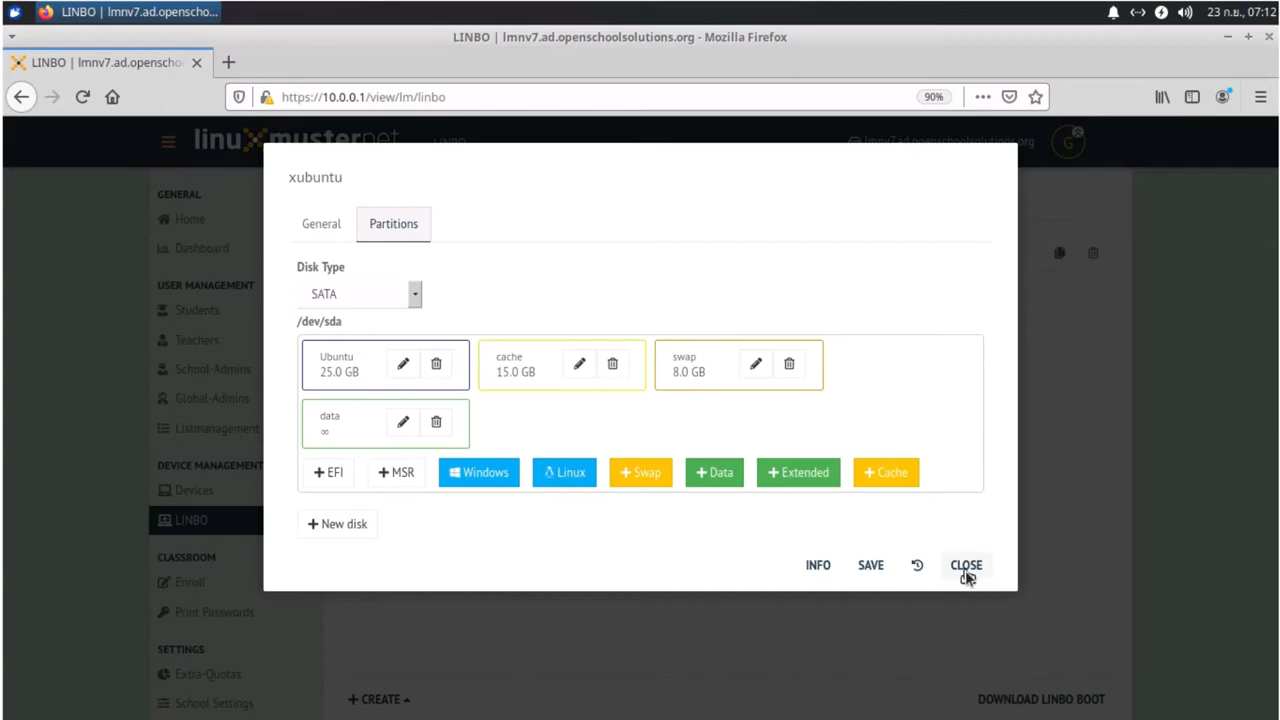 LINBO | lmnv7.ad.openscho...
23 ก.ย., 07:12
LINBO | lmnv7.ad.openschoolsolutions.org - Mozilla Firefox
LINBO | lmnv7.ad.openscho
https://10.0.0.1/view/lm/linbo
90%
linuxmusternet
LINBO
lmnv7.ad.openschoolsolutions.org
G
GENERAL
Home
Dashboard
USER MANAGEMENT
Students
Teachers
School-Admins
Global-Admins
Listmanagement
DEVICE MANAGEMENT
Devices
LINBO
CLASSROOM
Enroll
Print Passwords
SETTINGS
Extra-Quotas
School Settings
xubuntu
General
Partitions
Disk Type
SATA
/dev/sda
Ubuntu
25.0 GB
cache
15.0 GB
swap
8.0 GB
data
∞
+ EFI
+ MSR
Windows
Linux
+ Swap
+ Data
+ Extended
+ Cache
+ New disk
INFO
SAVE
CLOSE
+ CREATE
DOWNLOAD LINBO BOOT